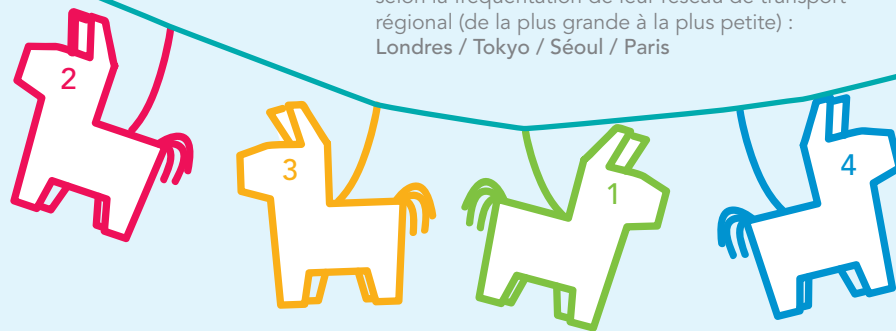 selon la fréquentation de leur réseau de transport
régional (de la plus grande à la plus petite) :
Londres / Tokyo / Séoul / Paris
2
3
1
4